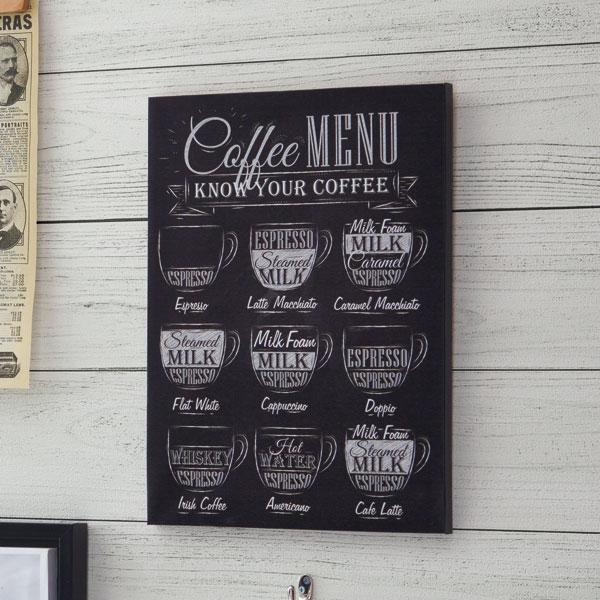 ERAS
PORTRAITS
Coffee MENU
KNOW YOUR COFFEE
ESPRESSO
Espresso
ESPRESSO
Steamed
MILK
Latte Macchiato
Milk-Foam
MILK
Caramel
ESPRESSO
Caramel Macchiato
Steamed
MILK
ESPRESSO
Flat White
Milk Foam
MILK
ESPRESSO
Cappuccino
ESPRESSO
ESPRESSO
Doppio
WHISKEY
ESPRESSO
Irish Coffee
Hot
WATER
ESPRESSO
Americano
Milk-Foam
Steamed
MILK
ESPRESSO
Cafe Latte